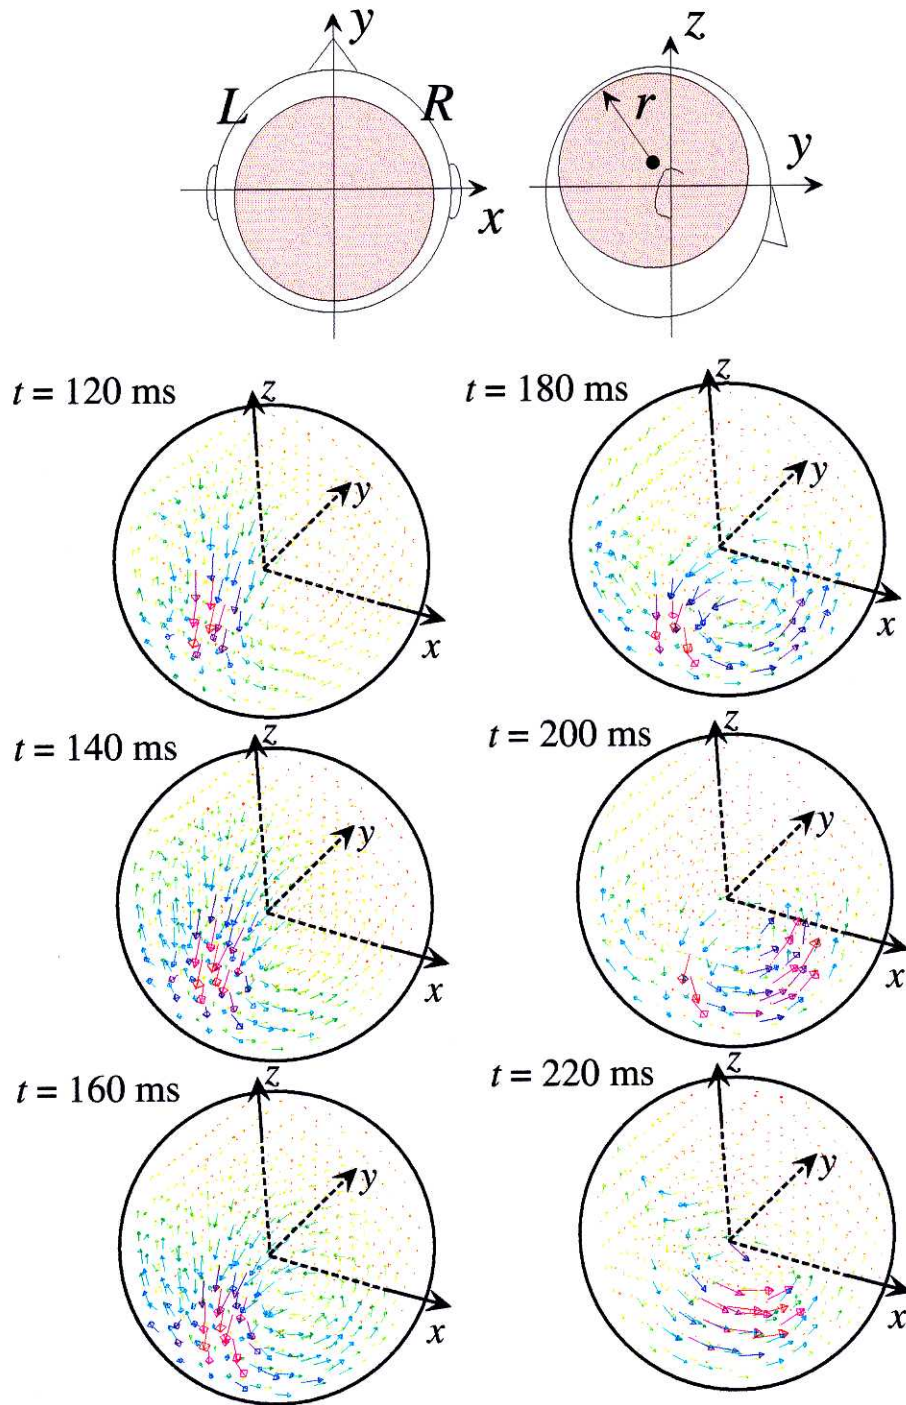 y
L
R
x
z
r
y
t = 120 ms
z
y
x
t = 180 ms
z
y
x
t = 140 ms
z
y
x
t = 200 ms
z
y
x
t = 160 ms
z
y
x
t = 220 ms
z
y
x